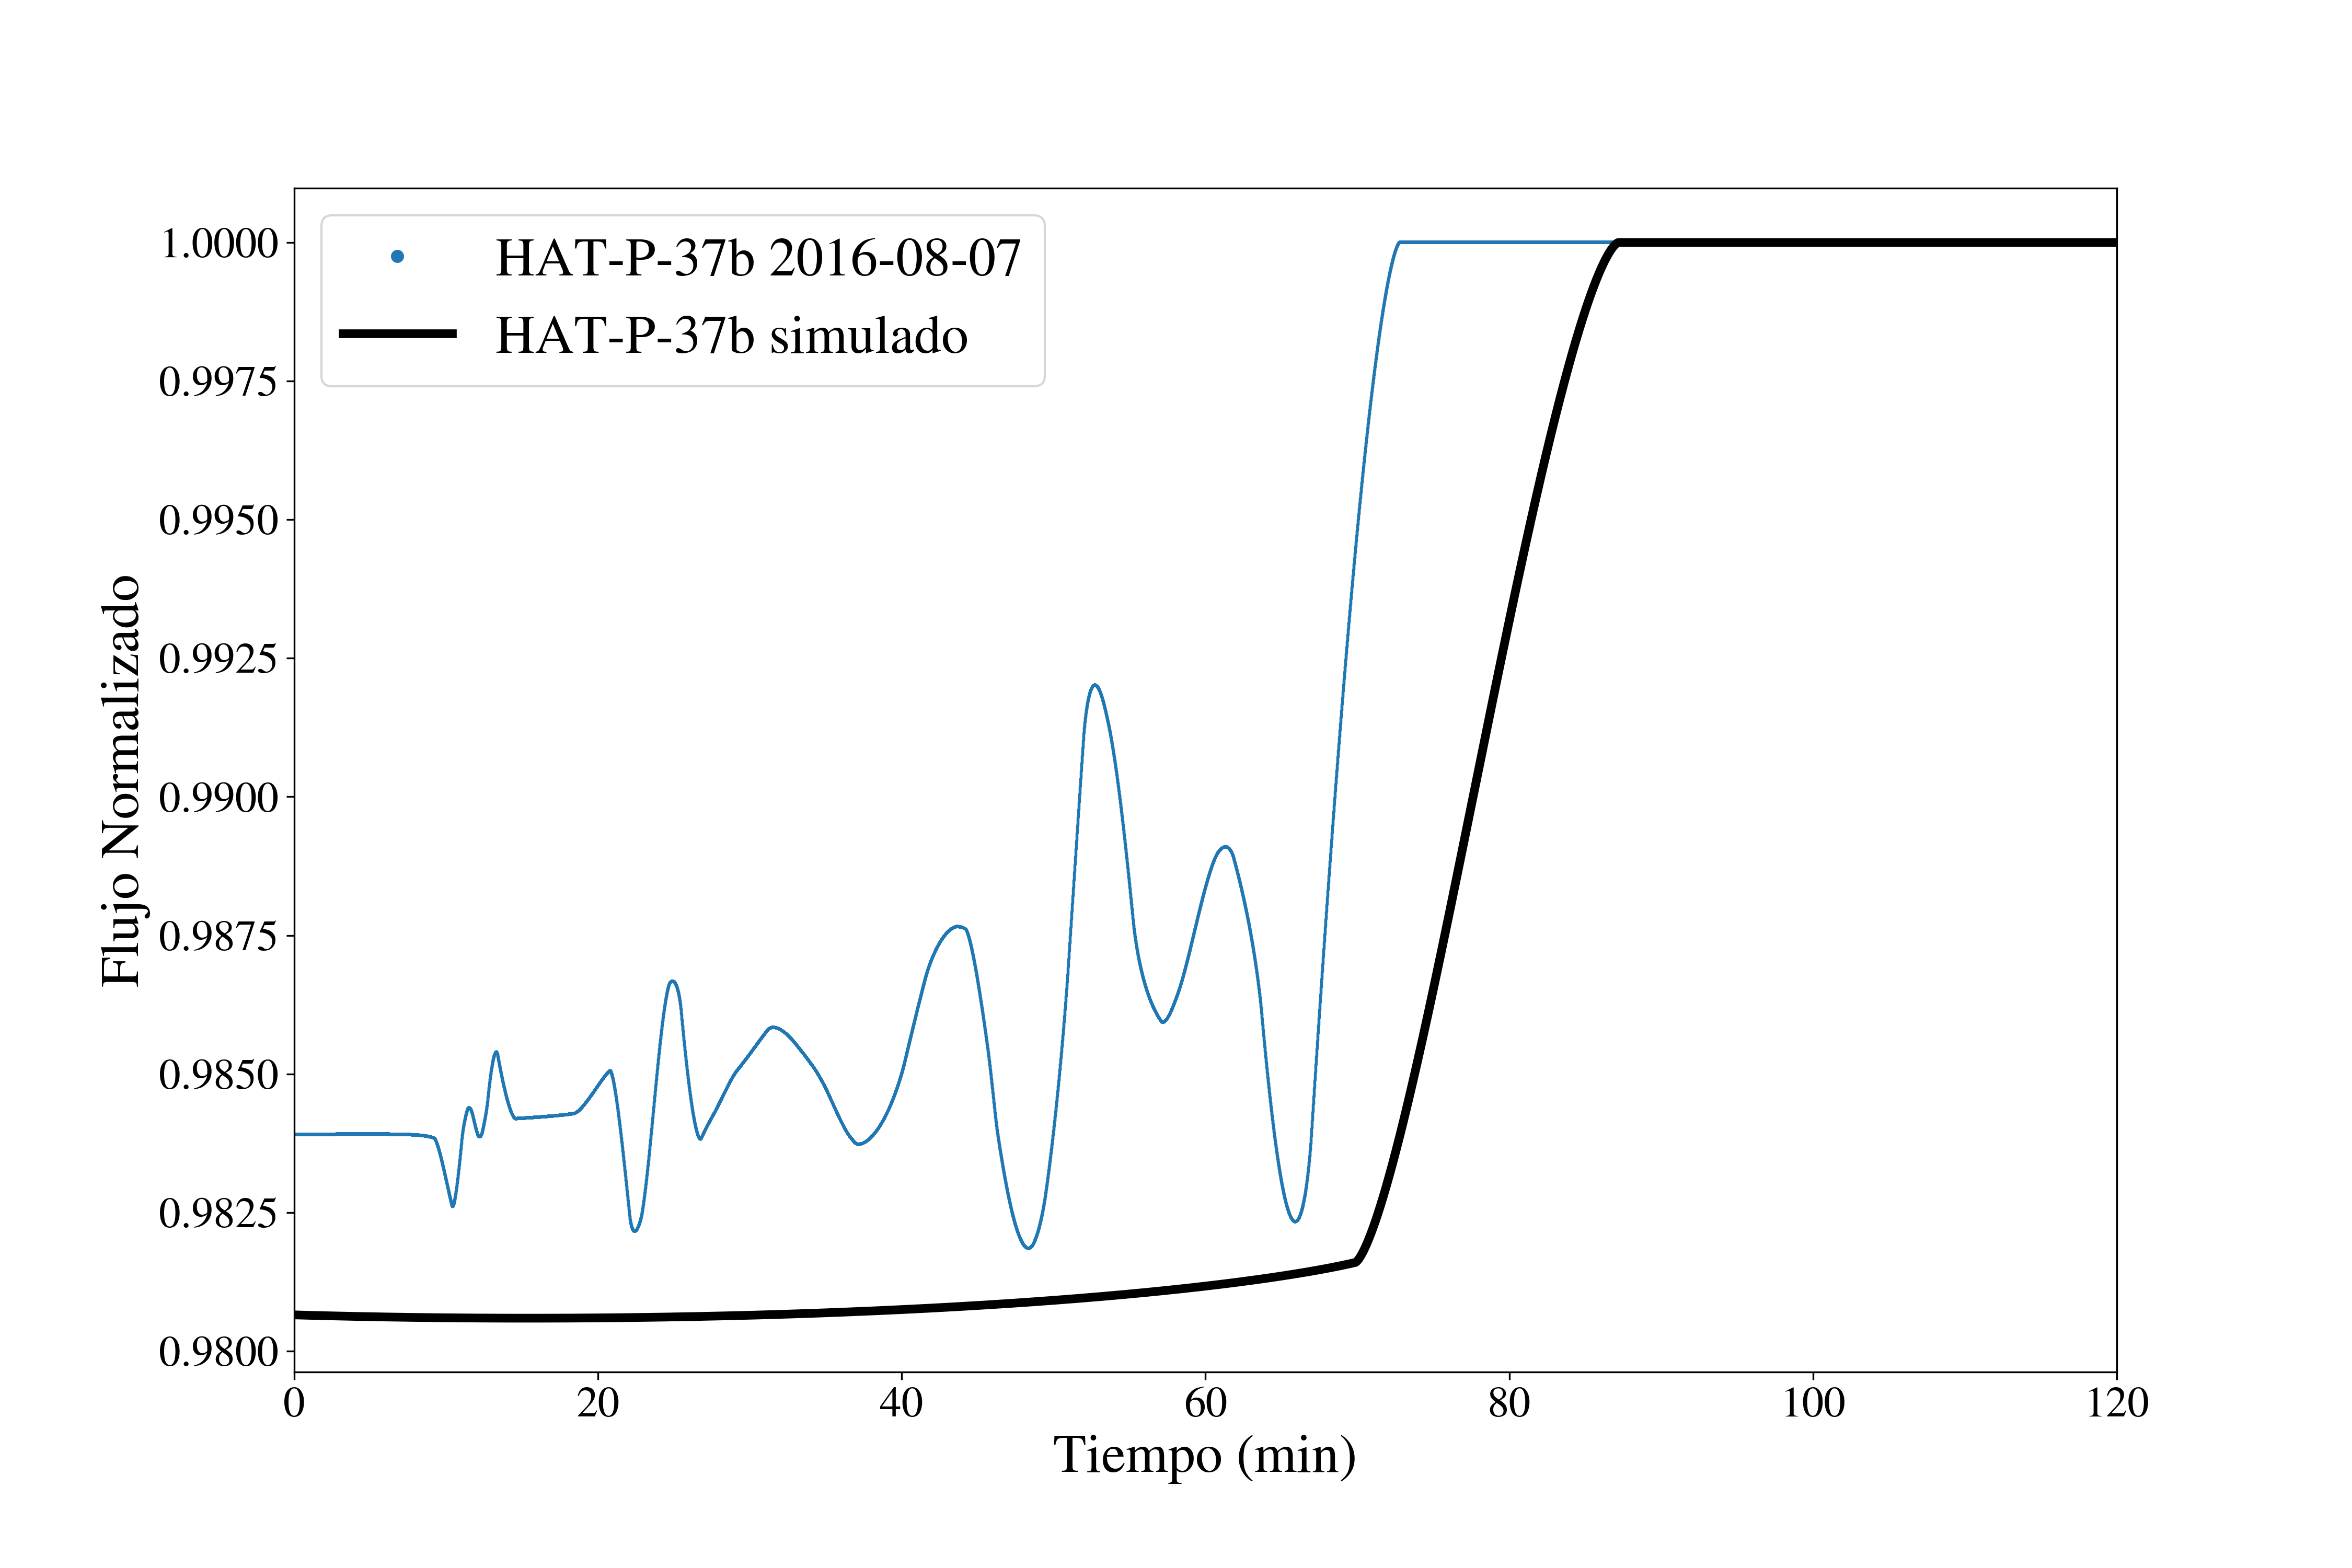 HAT-P-37b 2016-08-07
HAT-P-37b simulado
Flujo Normalizado
1.0000
0.9975
0.9950
0.9925
0.9900
0.9875
0.9850
0.9825
0.9800
0 20 40 60 80 100 120
Tiempo (min)